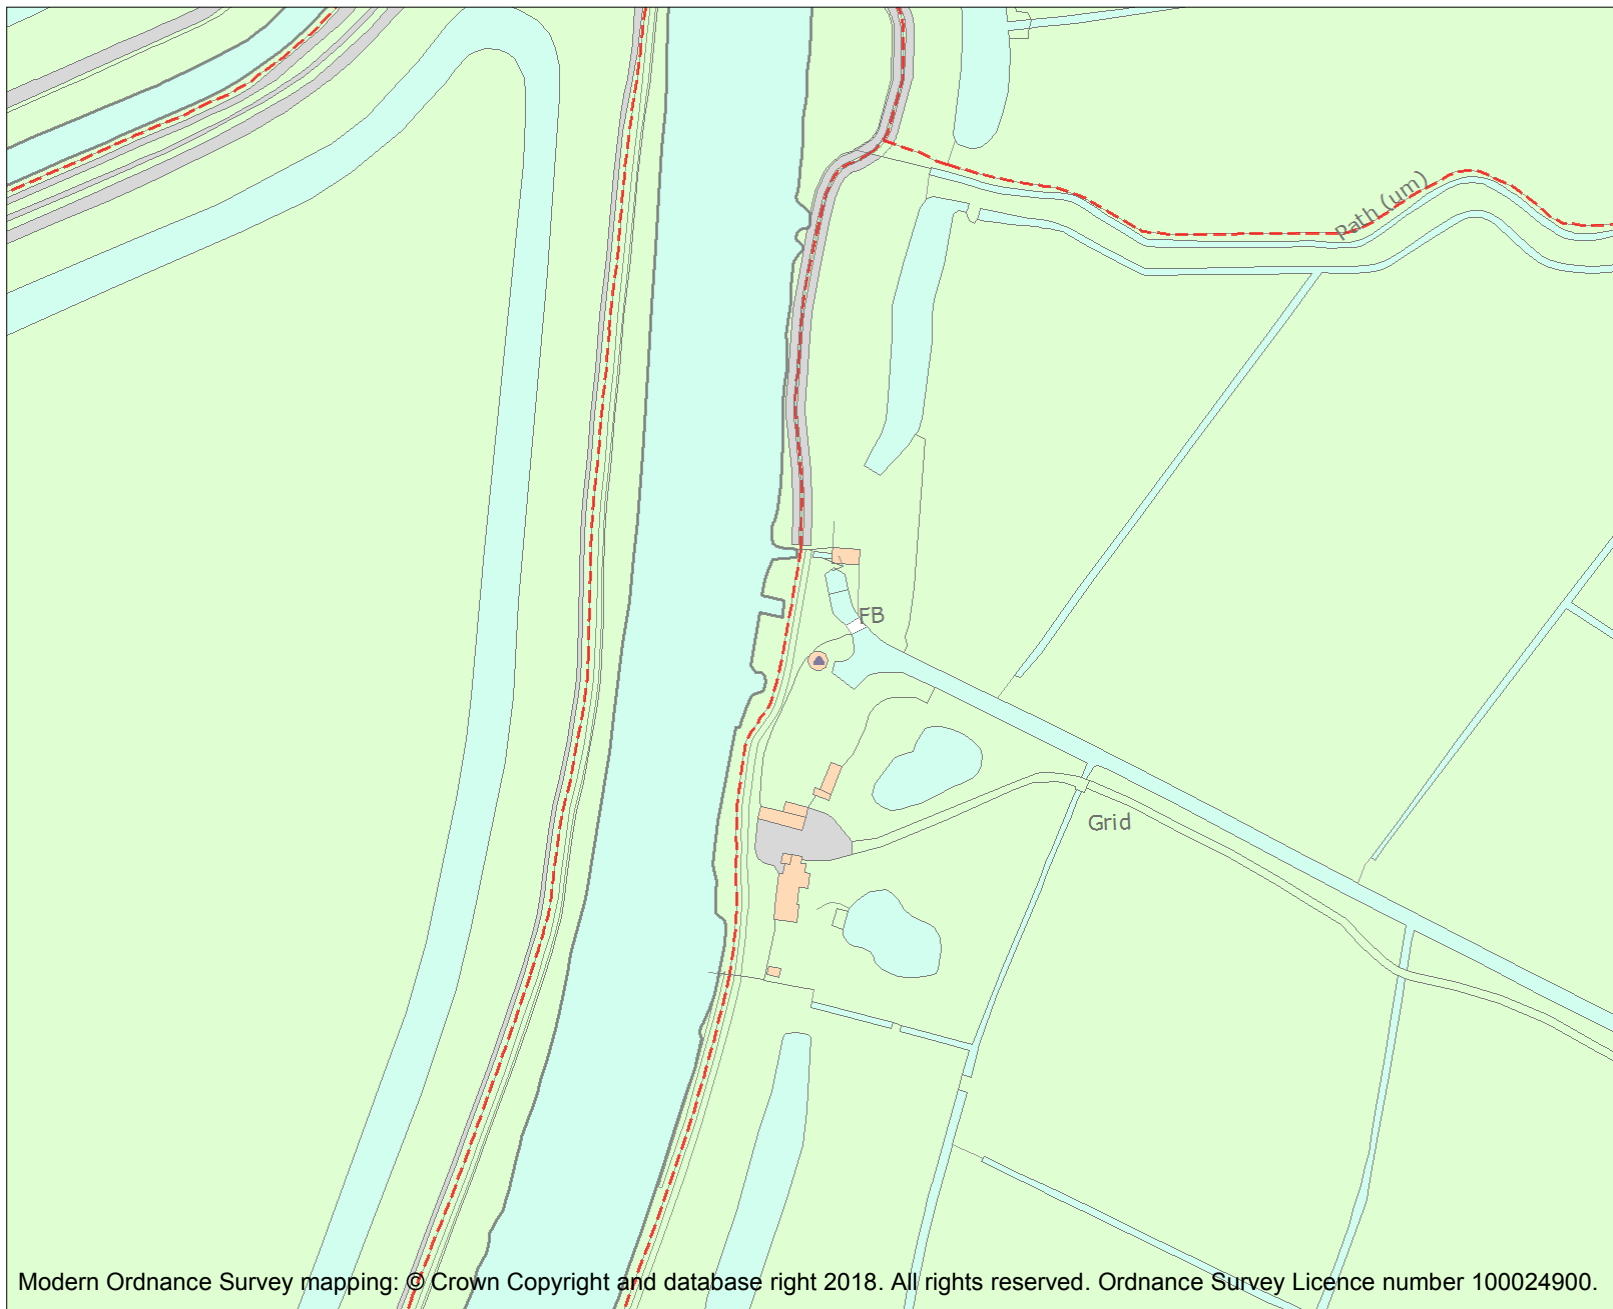 Path (um)
FB
Grid
Modern Ordnance Survey mapping: © Crown Copyright and database right 2018. All rights reserved. Ordnance Survey Licence number 100024900.